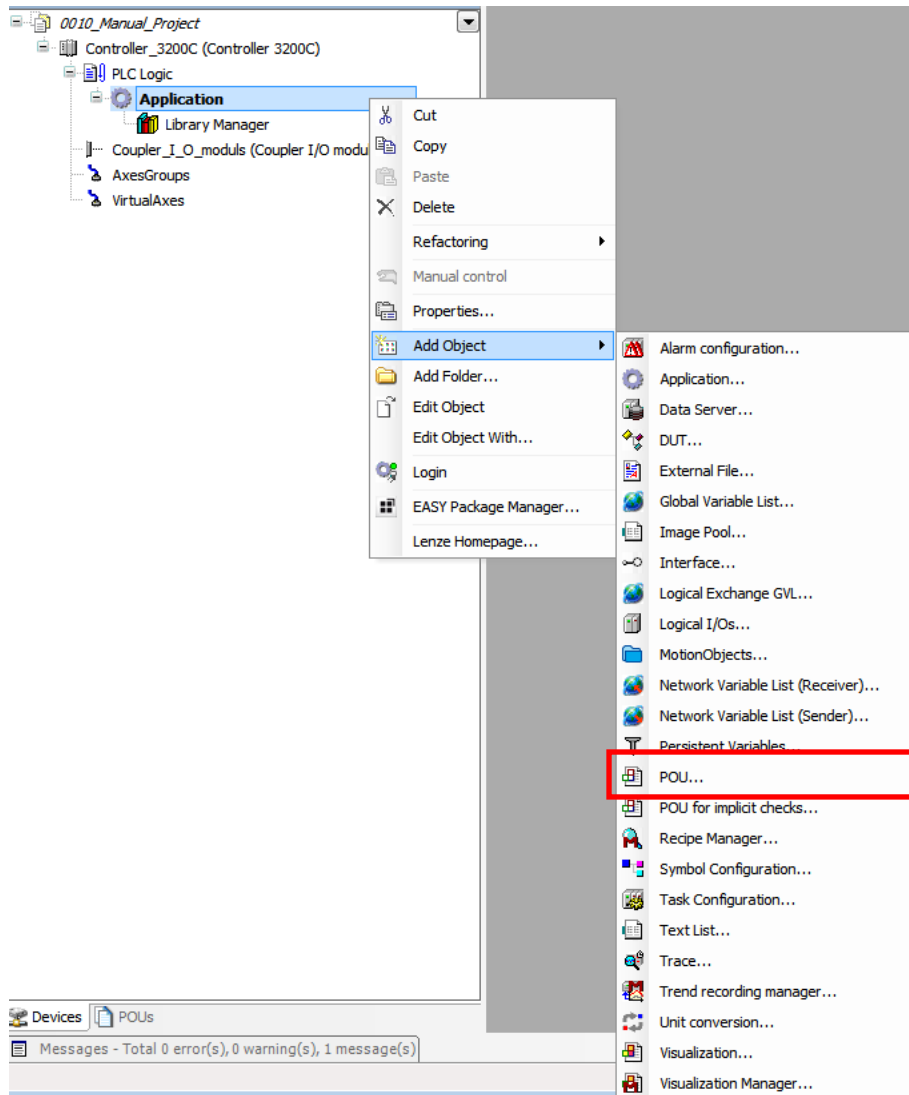 0010_Manual_Project
Controller_3200C (Controller 3200C)
PLC Logic
Application
Library Manager
Coupler_I_O_moduls (Coupler I/O modu
AxesGroups
VirtualAxes
Cut
Copy
Paste
Delete
Refactoring
Manual control
Properties...
Add Object
Add Folder...
Edit Object
Edit Object With...
Login
EASY Package Manager...
Lenze Homepage...
Alarm configuration...
Application...
Data Server...
DUT...
External File...
Global Variable List...
Image Pool...
Interface...
Logical Exchange GVL...
Logical I/Os...
MotionObjects...
Network Variable List (Receiver)...
Network Variable List (Sender)...
Persistent Variables...
POU...
POU for implicit checks...
Recipe Manager...
Symbol Configuration...
Task Configuration...
Text List...
Trace...
Trend recording manager...
Unit conversion...
Visualization...
Visualization Manager...
Devices POUs
Messages - Total 0 error(s), 0 warning(s), 1 message(s)